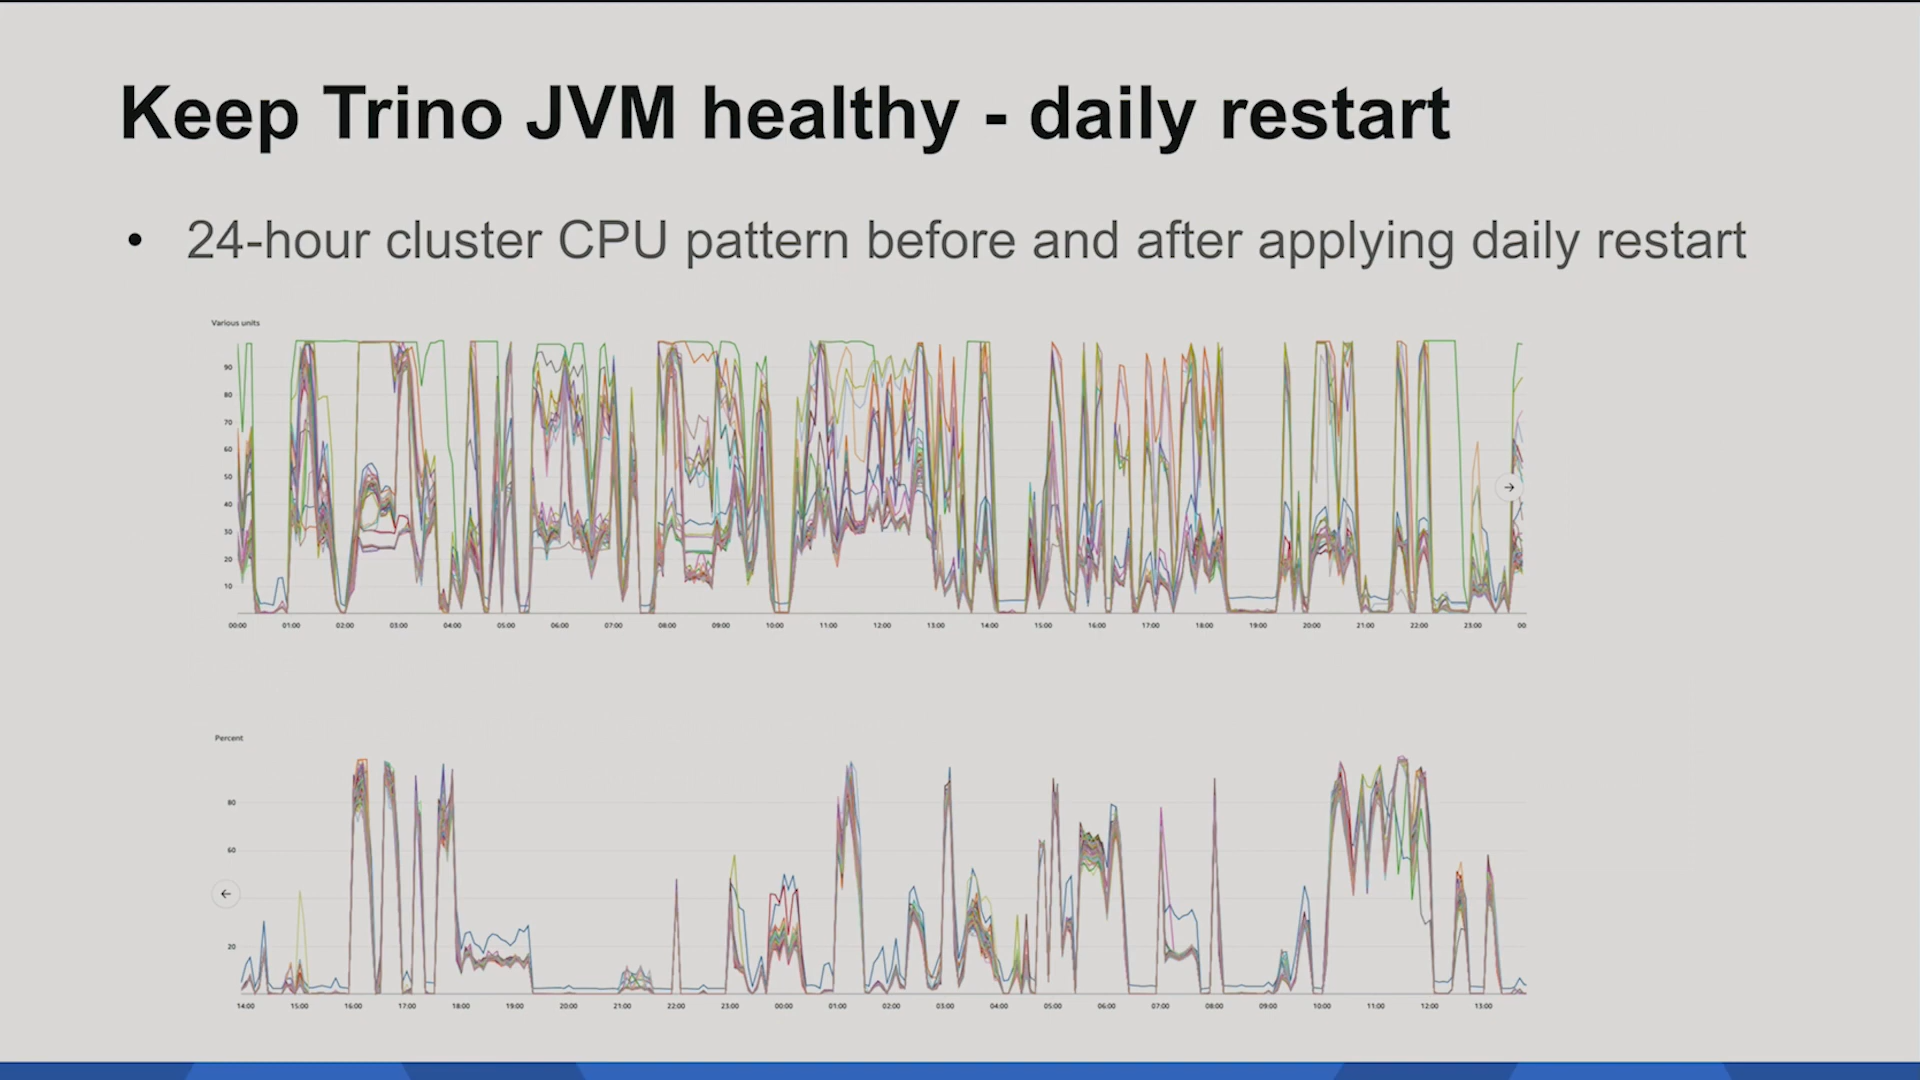 Keep Trino JVM healthy - daily restart
• 24-hour cluster CPU pattern before and after applying daily restart
Various units
90
80
70
60
50
40
30
20
10
00:00 01:00 02:00 03:00 04:00 05:00 06:00 07:00 08:00 09:00 10:00 11:00 12:00 13:00 14:00 15:00 16:00 17:00 18:00 19:00 20:00 21:00 22:00 23:00 00
Percent
80
60
20
14:00 15:00 16:00 17:00 18:00 19:00 20:00 21:00 22:00 23:00 00:00 01:00 02:00 03:00 04:00 05:00 06:00 07:00 08:00 09:00 10:00 11:00 12:00 13:00